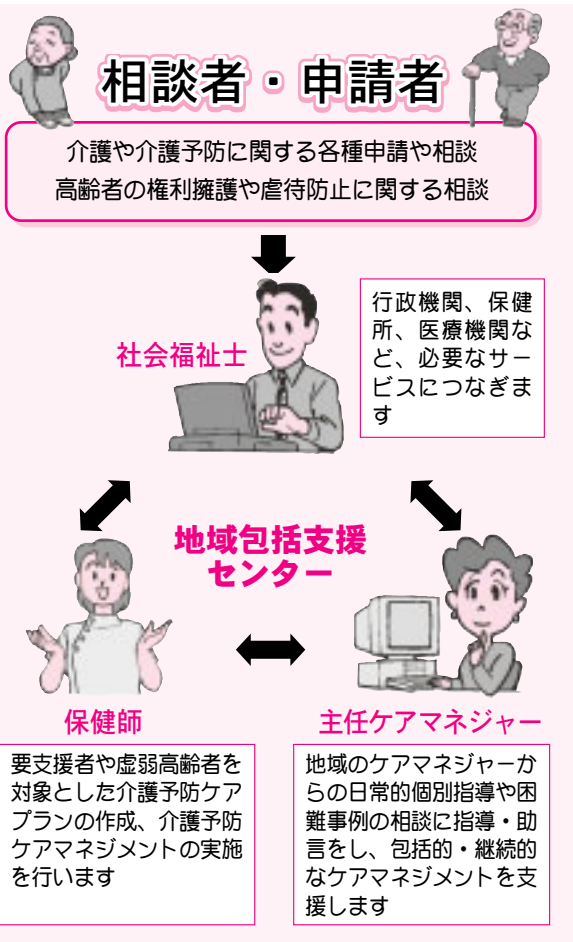 相談者・申請者
介護や介護予防に関する各種申請や相談
高齢者の権利擁護や虐待防止に関する相談
社会福祉士
行政機関、保健
所、医療機関な
ど、必要なサー
ビスにつなぎま
す
地域包括支援
センター
保健師
要支援者や虚弱高齢者を
対象とした介護予防ケア
プランの作成、介護予防
ケアマネジメントの実施
を行います
主任ケアマネジャー
地域のケアマネジャーか
らの日常的個別指導や困
難事例の相談に指導・助
言をし、包括的・継続的
なケアマネジメントを支
援します